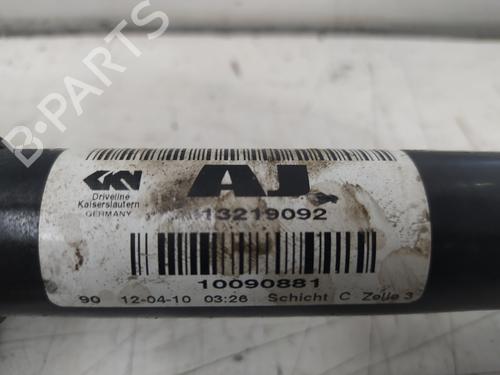 B-PARTS
GKN
AJ
Driveline
Kaiserslautern
GERMANY
13219092
10090881
90 12-04-10 03:26 Schicht C Zelle 3